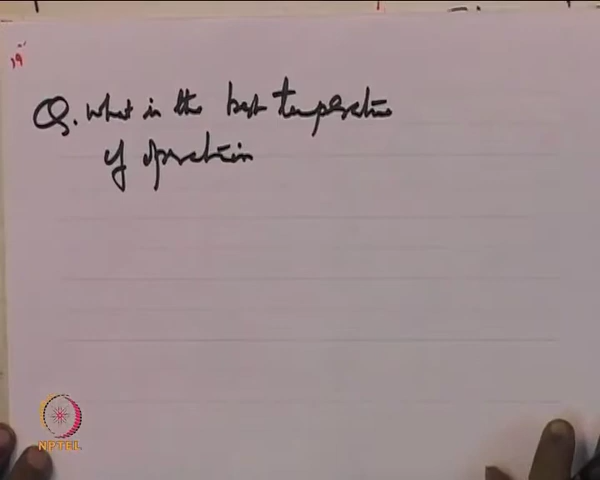 19
Q. What is the best temperature
of operation
NPTEL